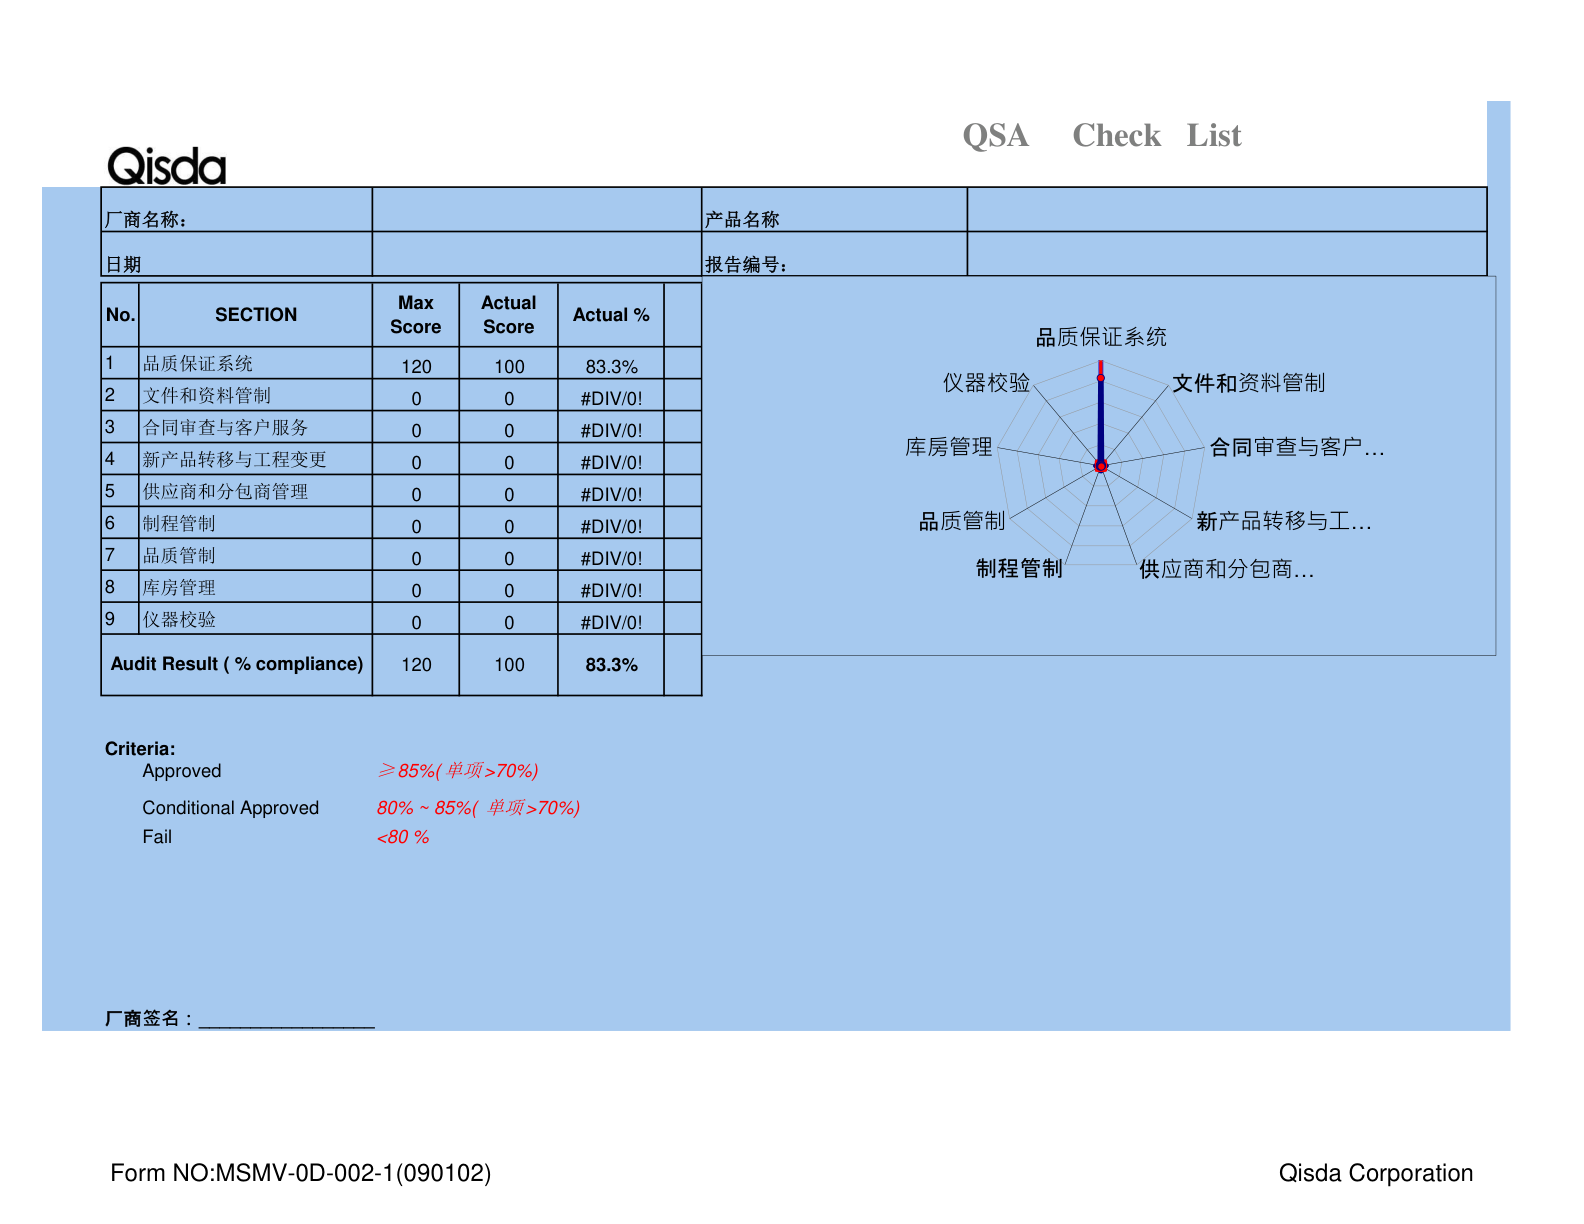 QSA Check List
Qisda
厂商名称： 产品名称
日期 报告编号：
No. SECTION Max Score Actual Score Actual %
1 品质保证系统 120 100 83.3%
2 文件和资料管制 0 0 #DIV/0!
3 合同审查与客户服务 0 0 #DIV/0!
4 新产品转移与工程变更 0 0 #DIV/0!
5 供应商和分包商管理 0 0 #DIV/0!
6 制程管制 0 0 #DIV/0!
7 品质管制 0 0 #DIV/0!
8 库房管理 0 0 #DIV/0!
9 仪器校验 0 0 #DIV/0!
Audit Result ( % compliance) 120 100 83.3%
品质保证系统
仪器校验 文件和资料管制
库房管理 合同审查与客户…
品质管制 新产品转移与工…
制程管制 供应商和分包商…
Criteria:
Approved ≥85%(单项>70%)
Conditional Approved 80% ~ 85%( 单项>70%)
Fail <80 %
厂商签名：__________________
Form NO:MSMV-0D-002-1(090102) Qisda Corporation